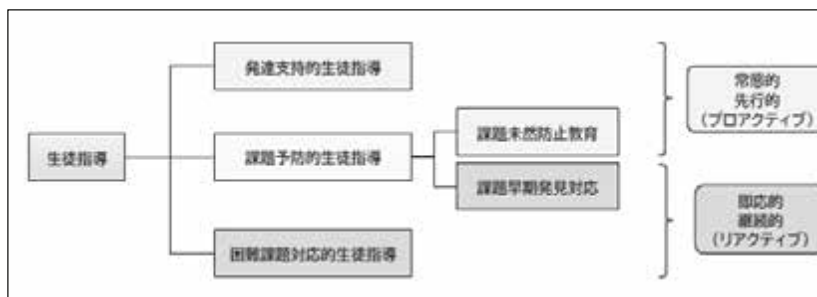 発達支持的生徒指導
常態的
先行的
(プロアクティブ)
課題未然防止教育
生徒指導
課題予防的生徒指導
課題早期発見対応
即応的
継続的
(リアクティブ)
困難課題対応的生徒指導